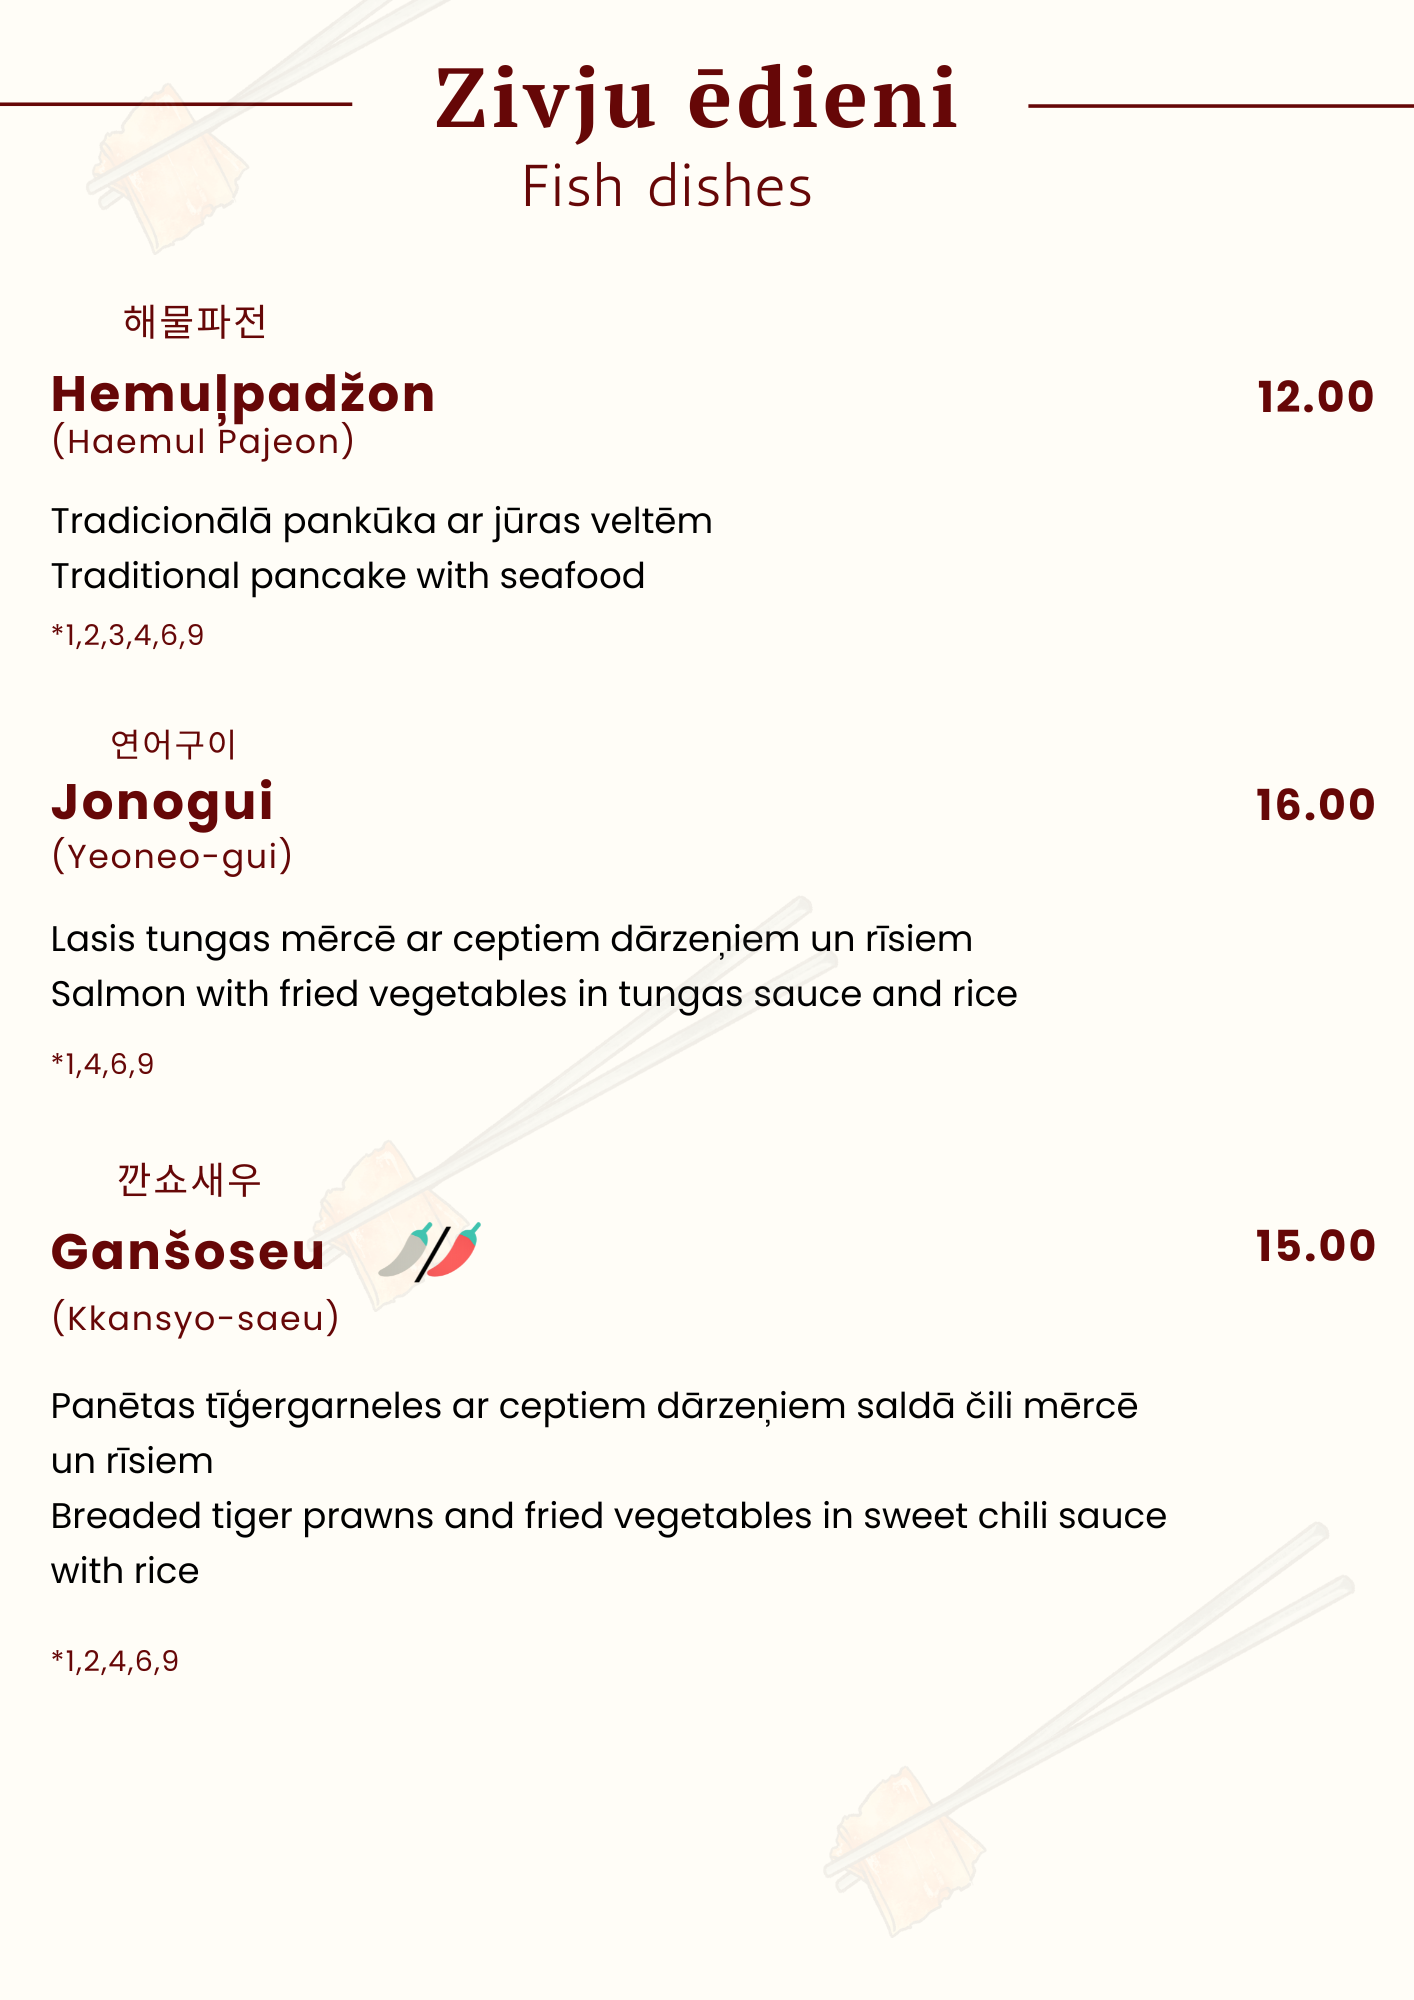 Zivju ēdieni
Fish dishes
해물파전
Hemuļpadžon
12.00
(Haemul Pajeon)
Tradicionālā pankūka ar jūras veltēm
Traditional pancake with seafood
*1,2,3,4,6,9
연어구이
Jonogui
16.00
(Yeoneo-gui)
Lasis tungas mērcē ar ceptiem dārzeņiem un rīsiem
Salmon with fried vegetables in tungas sauce and rice
*1,4,6,9
깐쇼새우
Ganšoseu
15.00
(Kkansyo-saeu)
Panētas tīģergarneles ar ceptiem dārzeņiem saldā čili mērcē
un rīsiem
Breaded tiger prawns and fried vegetables in sweet chili sauce
with rice
*1,2,4,6,9